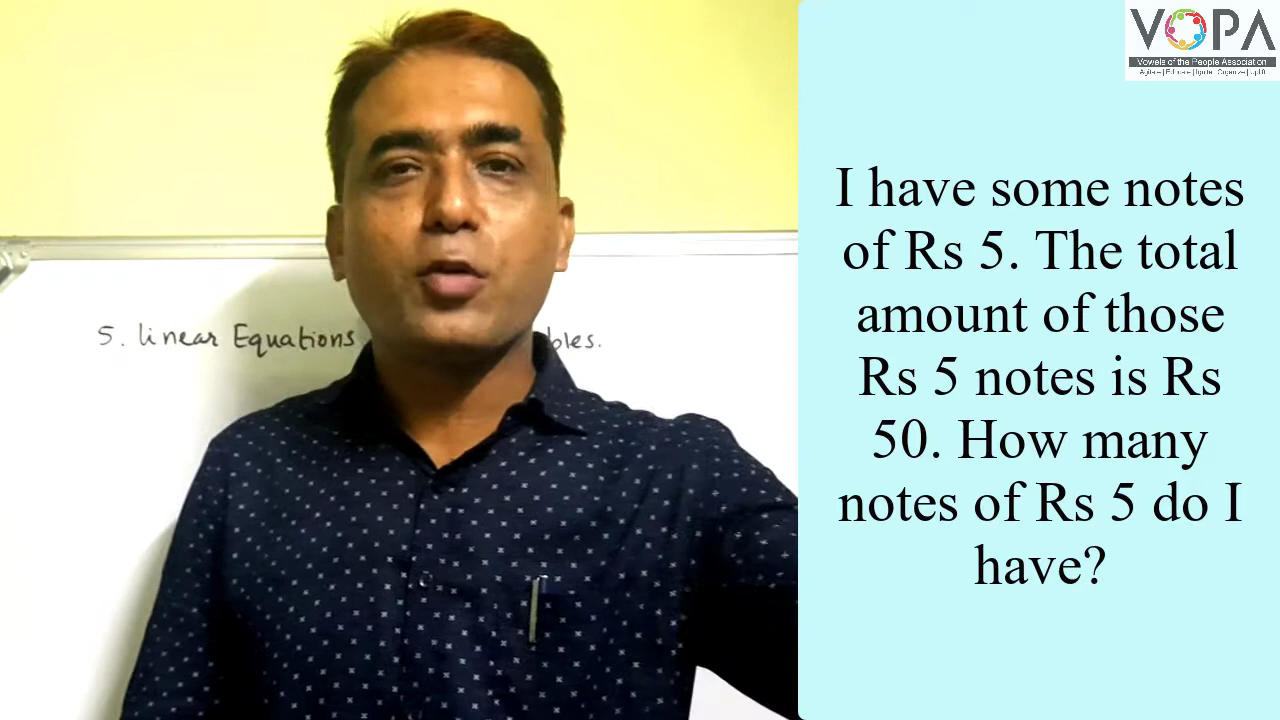 VOPA
Vowels of the People Association
5. linear Equations
bles.
I have some notes
of Rs 5. The total
amount of those
Rs 5 notes is Rs
50. How many
notes of Rs 5 do I
have?